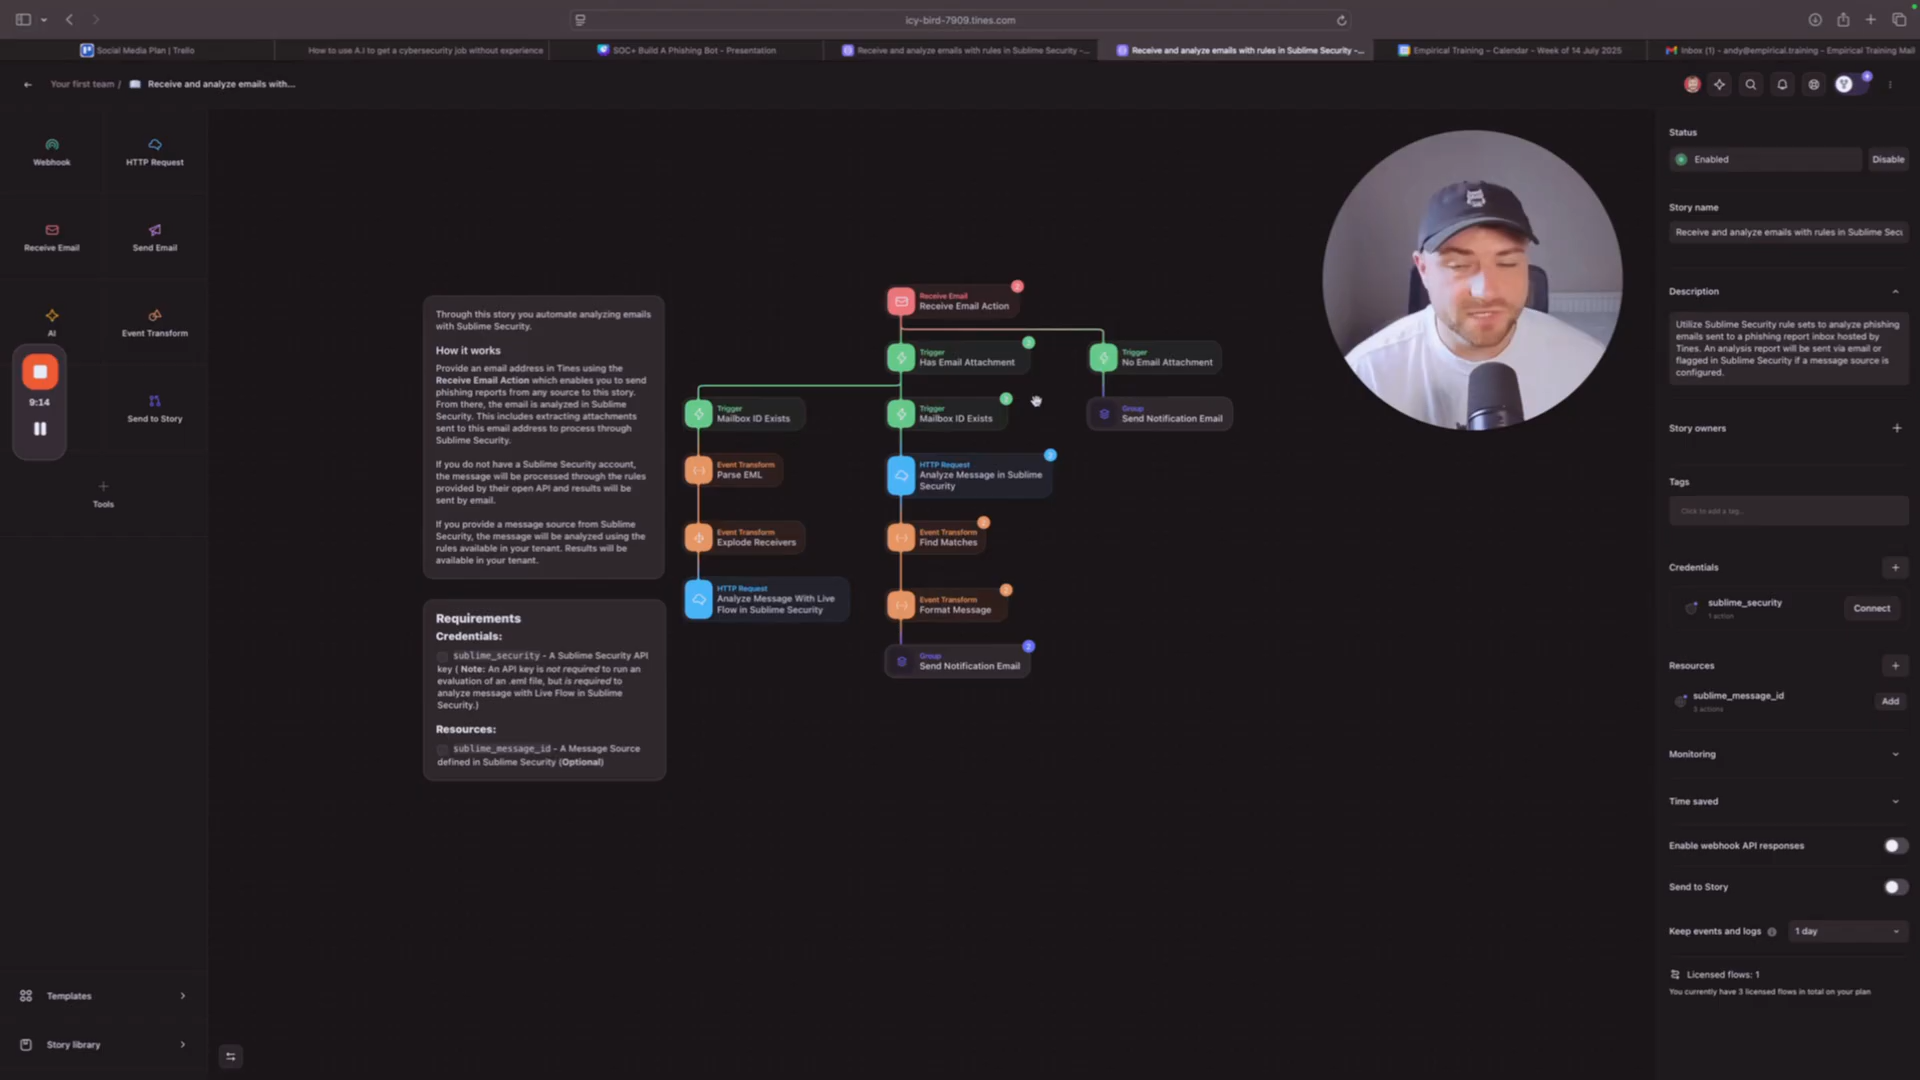 icy-bird-7909.tines.com
Social Media Plan | Trello
How to use A.I to get a cybersecurity job without experience
SOC+ Build A Phishing Bot - Presentation
Receive and analyze emails with rules in Sublime Security -...
Receive and analyze emails with rules in Sublime Security -...
Empirical Training – Calendar – Week of 14 July 2025
Inbox (1) – andy@empirical.training – Empirical Training Mail
Your first team /
Receive and analyze emails with...
Webhook
HTTP Request
Receive Email
Send Email
AI
Event Transform
9:14
Send to Story
Tools
Templates
Story library
Through this story you automate analyzing emails
with Sublime Security.
How it works
Provide an email address in Tines using the
Receive Email Action which enables you to send
phishing reports from any source to this story.
From there, the email is analyzed in Sublime
Security. This includes extracting attachments
sent to this email address to process through
Sublime Security.
If you do not have a Sublime Security account,
the message will be processed through the rules
provided by their open API and results will be
sent by email.
If you provide a message source from Sublime
Security, the message will be analyzed using the
rules available in your tenant. Results will be
available in your tenant.
Requirements
Credentials:
sublime_security - A Sublime Security API
key ( Note: An API key is not required to run an
evaluation of an .eml file, but is required to
analyze message with Live Flow in Sublime
Security.)
Resources:
sublime_message_id - A Message Source
defined in Sublime Security (Optional)
Receive Email
Receive Email Action
2
Trigger
Has Email Attachment
2
Trigger
No Email Attachment
Trigger
Mailbox ID Exists
Trigger
Mailbox ID Exists
Group
Send Notification Email
Event Transform
Parse EML
HTTP Request
Analyze Message in Sublime
Security
2
Event Transform
Explode Receivers
Event Transform
Find Matches
2
HTTP Request
Analyze Message With Live
Flow in Sublime Security
Event Transform
Format Message
2
Group
Send Notification Email
2
Status
Enabled
Disable
Story name
Receive and analyze emails with rules in Sublime Sec
Description
Utilize Sublime Security rule sets to analyze phishing
emails sent to a phishing report inbox hosted by
Tines. An analysis report will be sent via email or
flagged in Sublime Security if a message source is
configured.
Story owners
Tags
Click to add a tag...
Credentials
sublime_security
1 action
Connect
Resources
sublime_message_id
3 actions
Add
Monitoring
Time saved
Enable webhook API responses
Send to Story
Keep events and logs
1 day
Licensed flows: 1
You currently have 3 licensed flows in total on your plan